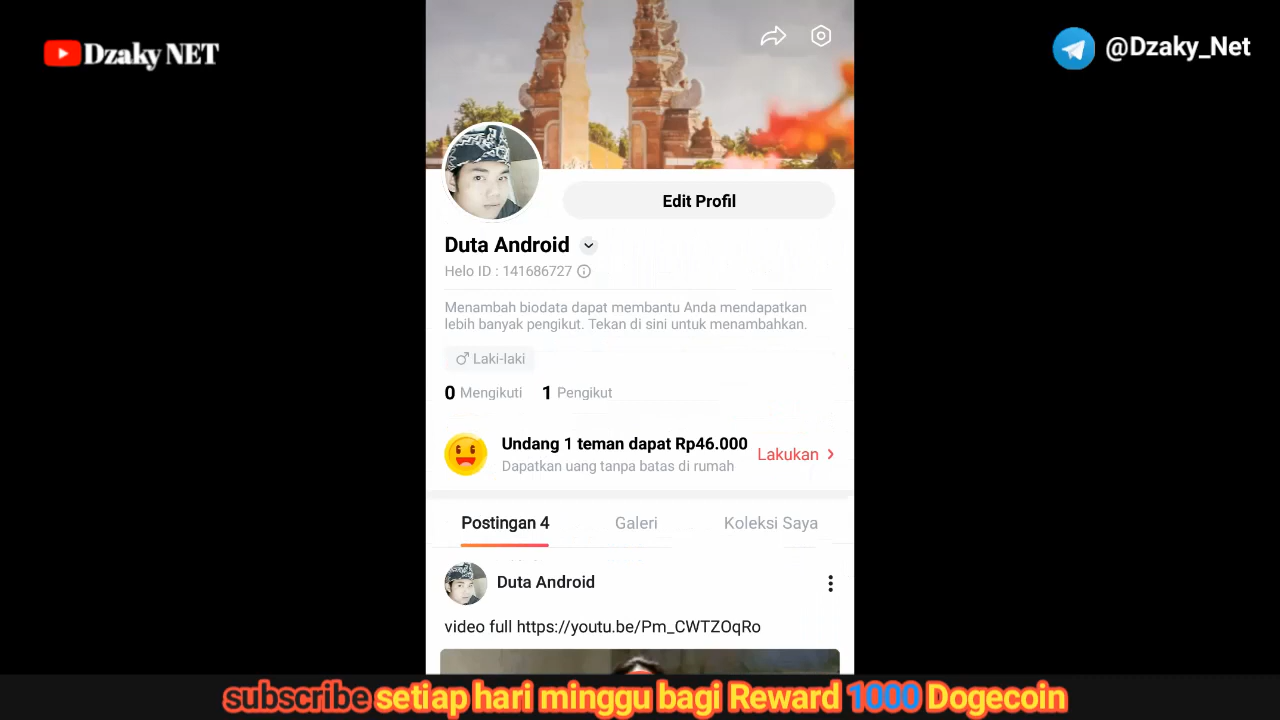 Dzaky NET
@Dzaky_Net
Edit Profil
Duta Android
Helo ID : 141686727
Menambah biodata dapat membantu Anda mendapatkan
lebih banyak pengikut. Tekan di sini untuk menambahkan.
Laki-laki
0 Mengikuti 1 Pengikut
Undang 1 teman dapat Rp46.000
Dapatkan uang tanpa batas di rumah
Lakukan
Postingan 4 Galeri Koleksi Saya
Duta Android
video full https://youtu.be/Pm_CWTZOqRo
subscribe setiap hari minggu bagi Reward 1000 Dogecoin